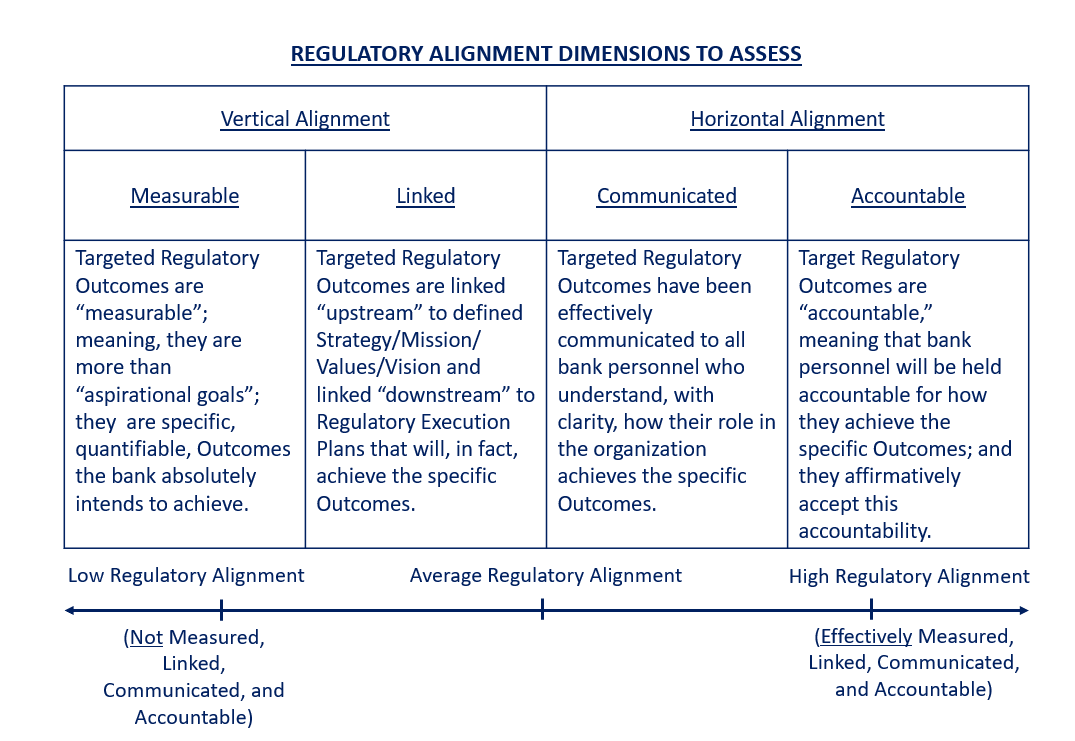 REGULATORY ALIGNMENT DIMENSIONS TO ASSESS
Vertical Alignment
Horizontal Alignment
Measurable
Linked
Communicated
Accountable
Targeted Regulatory
Outcomes are
“measurable”;
meaning, they are
more than
“aspirational goals”;
they  are specific,
quantifiable, Outcomes
the bank absolutely
intends to achieve.
Targeted Regulatory
Outcomes are linked
“upstream” to defined
Strategy/Mission/
Values/Vision and
linked “downstream” to
Regulatory Execution
Plans that will, in fact,
achieve the specific
Outcomes.
Targeted Regulatory
Outcomes have been
effectively
communicated to all
bank personnel who
understand, with
clarity, how their role in
the organization
achieves the specific
Outcomes.
Target Regulatory
Outcomes are
“accountable,”
meaning that bank
personnel will be held
accountable for how
they achieve the
specific Outcomes; and
they affirmatively
accept this
accountability.
Low Regulatory Alignment
Average Regulatory Alignment
High Regulatory Alignment
(Not Measured,
Linked,
Communicated, and
Accountable)
(Effectively Measured,
Linked, Communicated,
and Accountable)